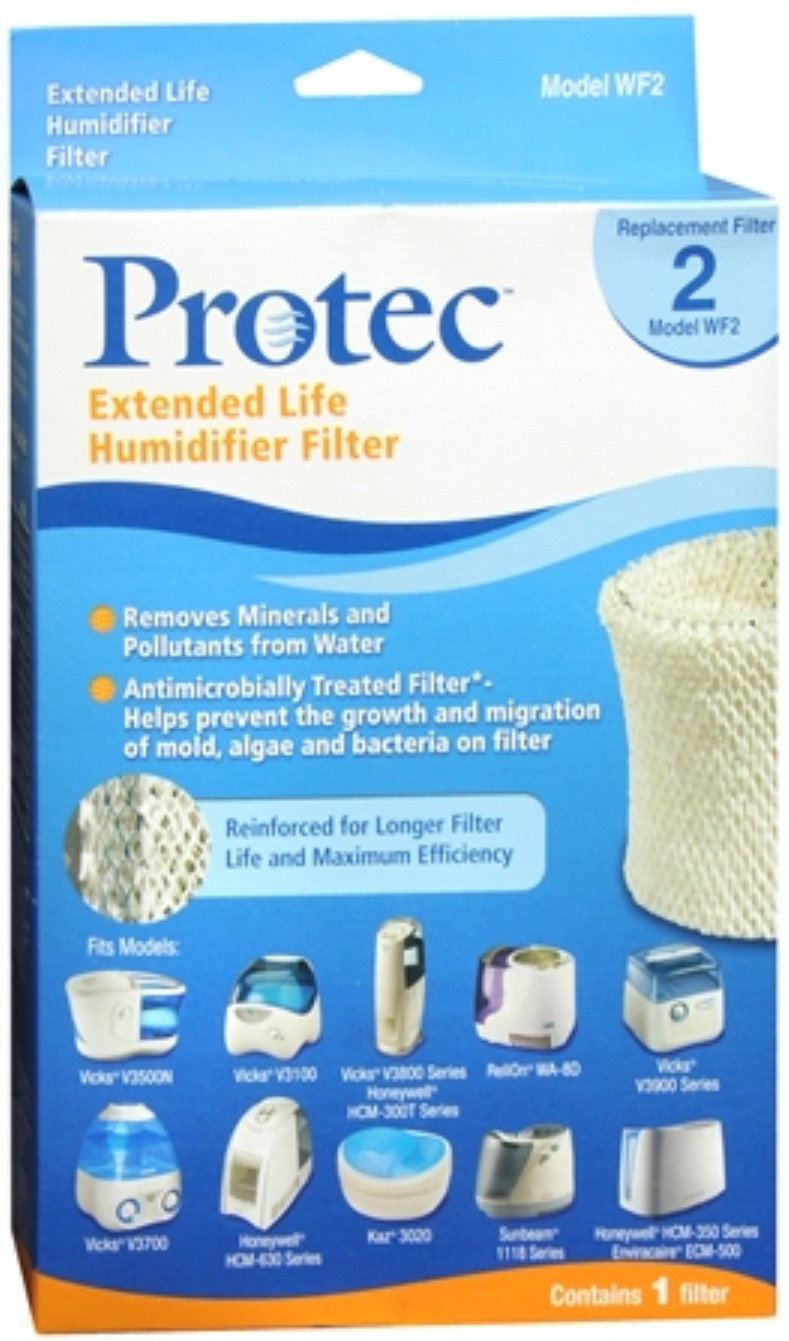 Extended Life
Humidifier
Filter
Model WF2
Replacement Filter
2
Model WF2
Protec™
Extended Life
Humidifier Filter
Removes Minerals and
Pollutants from Water
Antimicrobially Treated Filter*-
Helps prevent the growth and migration
of mold, algae and bacteria on filter
Reinforced for Longer Filter
Life and Maximum Efficiency
Fits Models:
Vicks® V3500N
Vicks® V3100
Vicks® V3800 Series
Honeywell®
HCM-300T Series
ReliOn® WA-8D
Vicks®
V3900 Series
Vicks® V3700
Honeywell®
HCM-630 Series
Kaz® 3020
Sunbeam®
1118 Series
Honeywell® HCM-350 Series
Enviracaire® ECM-500
Contains 1 filter